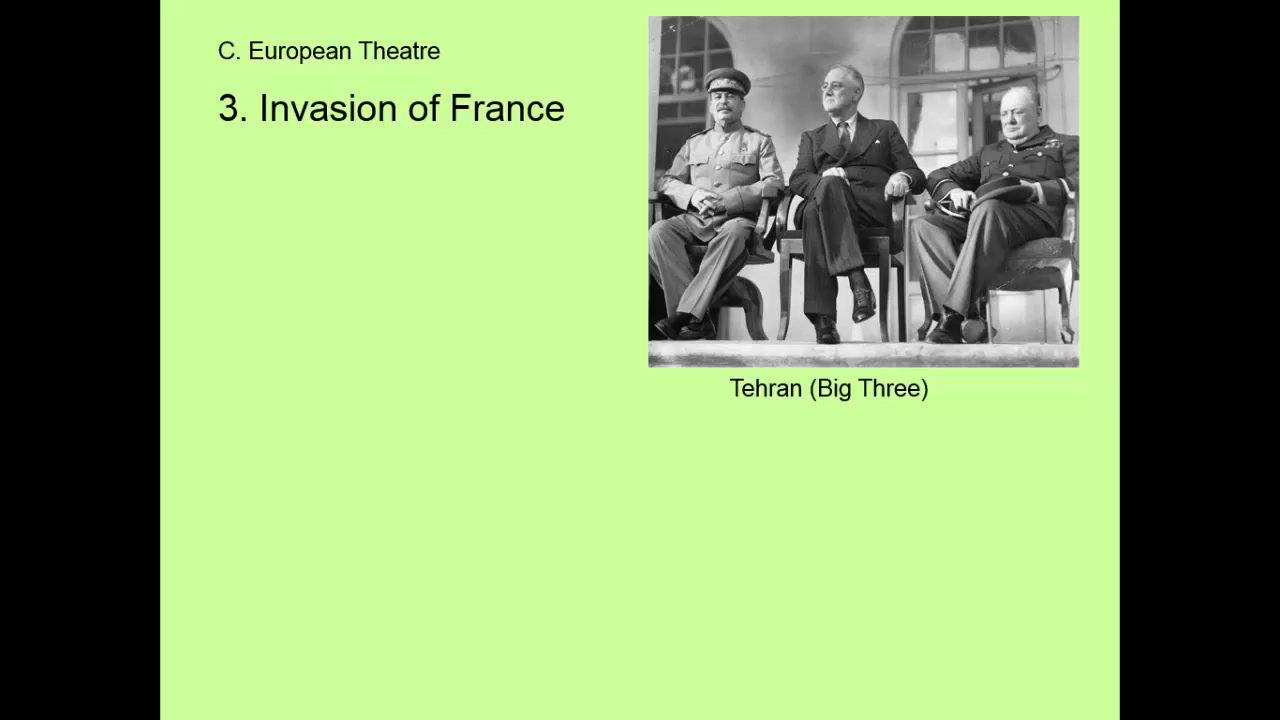 C. European Theatre
3. Invasion of France
Tehran (Big Three)